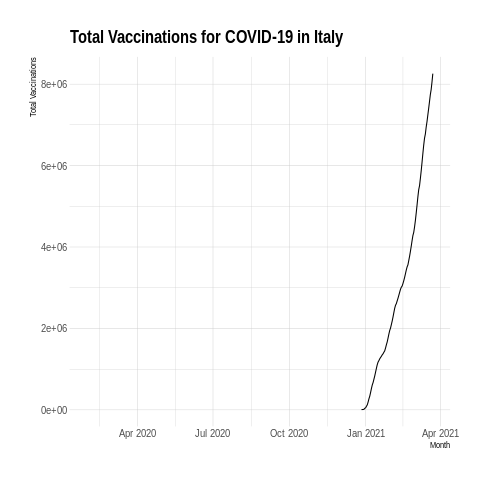 Total Vaccinations for COVID-19 in Italy
Total Vaccinations
8e+06
6e+06
4e+06
2e+06
0e+00
Apr 2020 Jul 2020 Oct 2020 Jan 2021 Apr 2021
Month